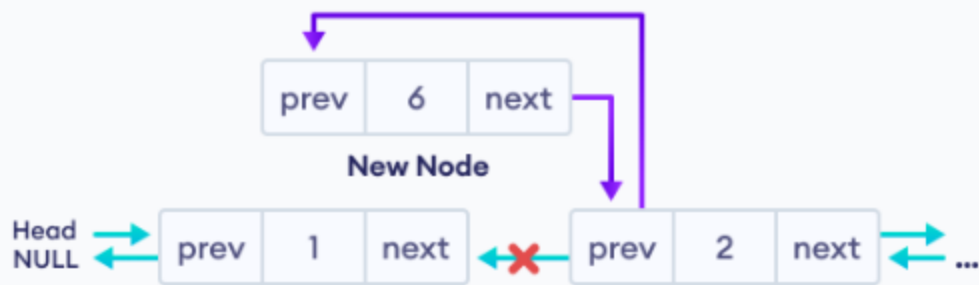 prev 6 next
New Node
Head
NULL
prev 1 next
prev 2 next
...